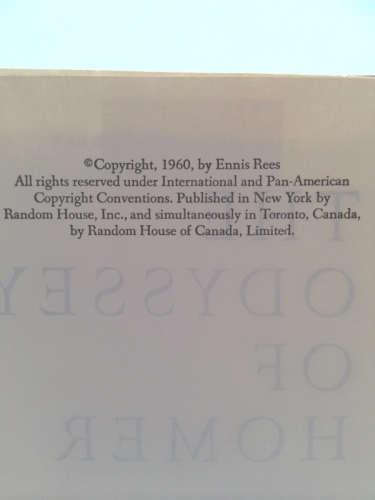 ©Copyright, 1960, by Ennis Rees
All rights reserved under International and Pan-American
Copyright Conventions. Published in New York by
Random House, Inc., and simultaneously in Toronto, Canada,
by Random House of Canada, Limited.
THE
ODYSSEY
OF
HOMER